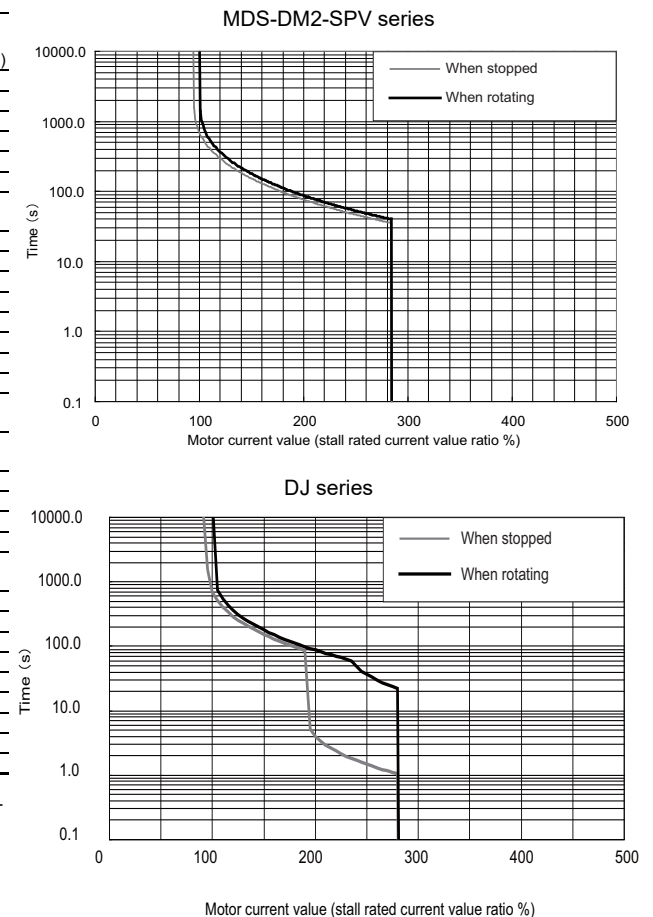 MDS-DM2-SPV series
)
10000.0
1000.0
100.0
10.0
1.0
0.1
Time (s)
When stopped
When rotating
0 100 200 300 400 500
Motor current value (stall rated current value ratio %)
DJ series
10000.0
1000.0
100.0
10.0
1.0
0.1
Time (s)
When stopped
When rotating
0 100 200 300 400 500
Motor current value (stall rated current value ratio %)